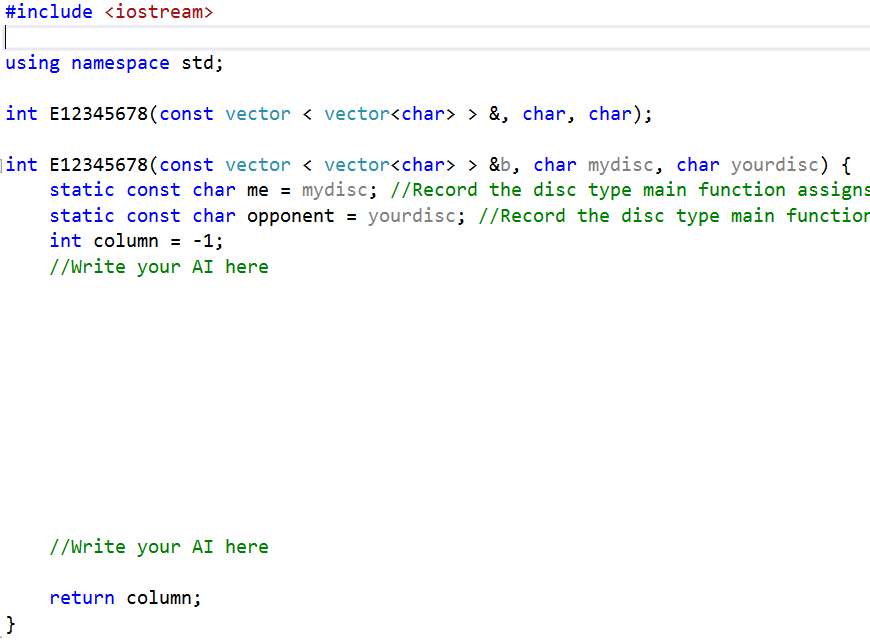 #include <iostream>
using namespace std;
int E12345678(const vector < vector<char> > &, char, char);
int E12345678(const vector < vector<char> > &b, char mydisc, char yourdisc) {
static const char me = mydisc; //Record the disc type main function assigns
static const char opponent = yourdisc; //Record the disc type main function
int column = -1;
//Write your AI here
//Write your AI here
return column;
}